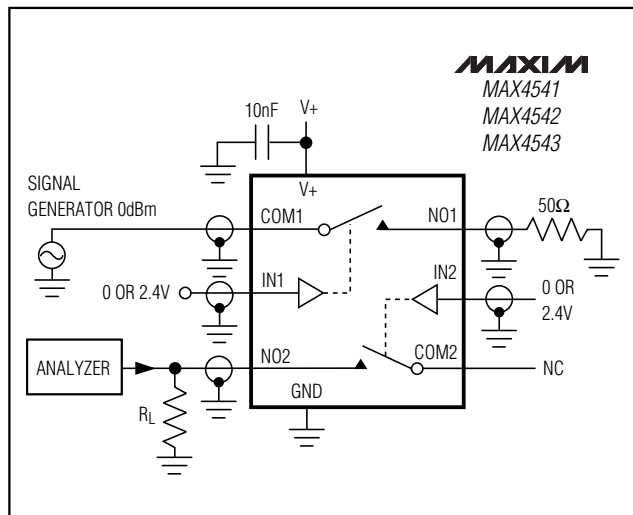 MAXIM
MAX4541
MAX4542
MAX4543
10nF
V+
V+
SIGNAL
GENERATOR 0dBm
COM1
NO1
50Ω
IN1
IN2
0 OR 2.4V
0 OR
2.4V
ANALYZER
NO2
COM2
NC
RL
GND